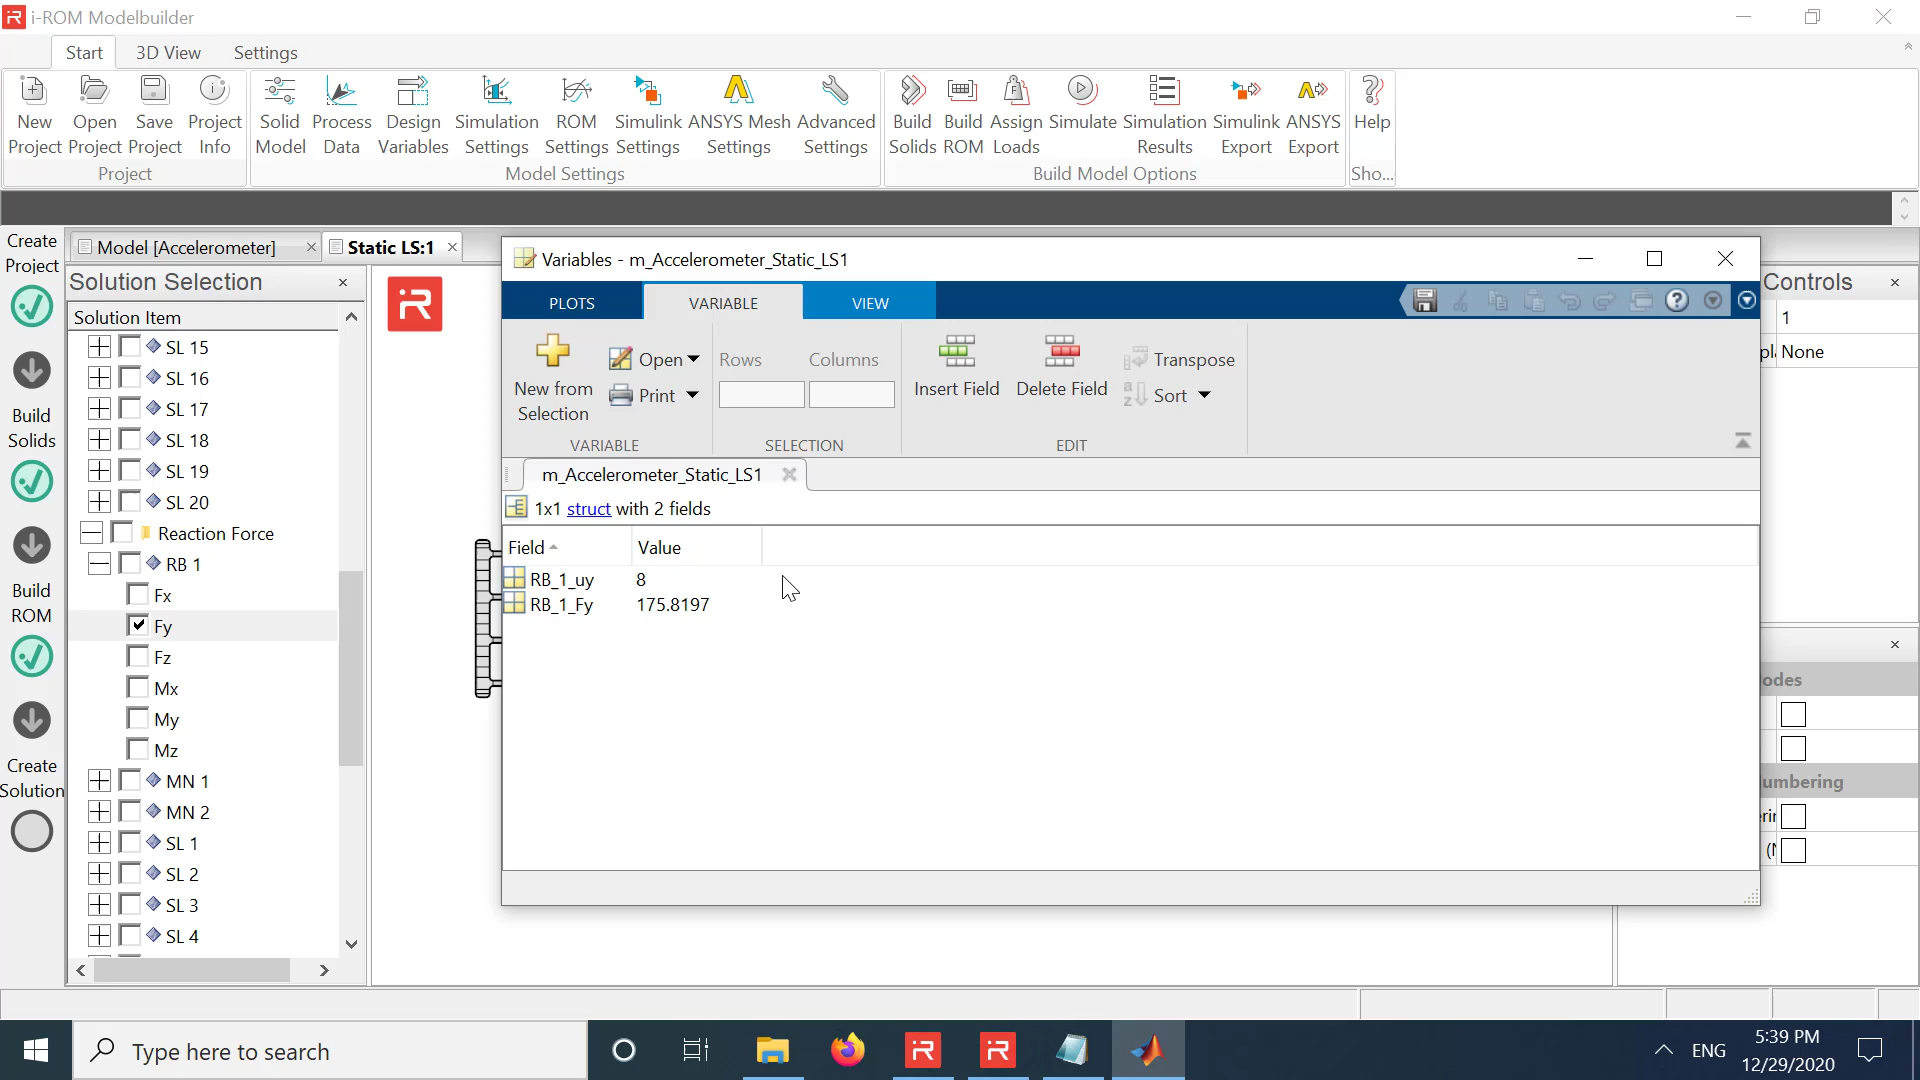 i-ROM Modelbuilder
Start 3D View Settings
New Project
Open Project
Save Project
Project Info
Project
Solid Model
Process Data
Design Variables
Simulation Settings
ROM Settings
Simulink Settings
ANSYS Mesh Settings
Advanced Settings
Model Settings
Build Solids
Build ROM
Assign Loads
Simulate
Simulation Results
Simulink Export
ANSYS Export
Build Model Options
Help
Sho...
Create Project
Build Solids
Build ROM
Create Solution
Model [Accelerometer]
Static LS:1
Solution Selection
Solution Item
SL 15
SL 16
SL 17
SL 18
SL 19
SL 20
Reaction Force
RB 1
Fx
Fy
Fz
Mx
My
Mz
MN 1
MN 2
SL 1
SL 2
SL 3
SL 4
Variables - m_Accelerometer_Static_LS1
PLOTS VARIABLE VIEW
New from Selection
Open
Print
VARIABLE
Rows Columns
SELECTION
Insert Field
Delete Field
Transpose
Sort
EDIT
m_Accelerometer_Static_LS1
1x1 struct with 2 fields
Field Value
RB_1_uy 8
RB_1_Fy 175.8197
Controls
1
None
odes
umbering
Type here to search
ENG
5:39 PM
12/29/2020